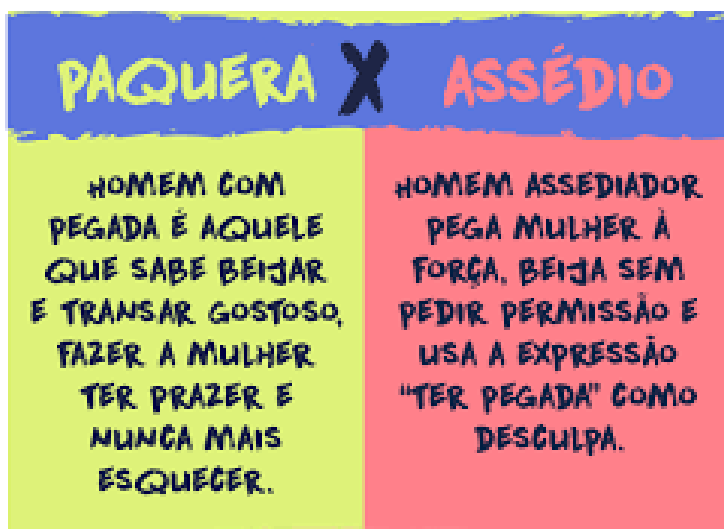 PAQUERA X ASSÉDIO
HOMEM COM
PEGADA É AQUELE
QUE SABE BEIJAR
E TRANSAR GOSTOSO,
FAZER A MULHER
TER PRAZER E
NUNCA MAIS
ESQUECER.
HOMEM ASSEDIADOR
PEGA MULHER À
FORÇA, BEIJA SEM
PEDIR PERMISSÃO E
USA A EXPRESSÃO
"TER PEGADA" COMO
DESCULPA.